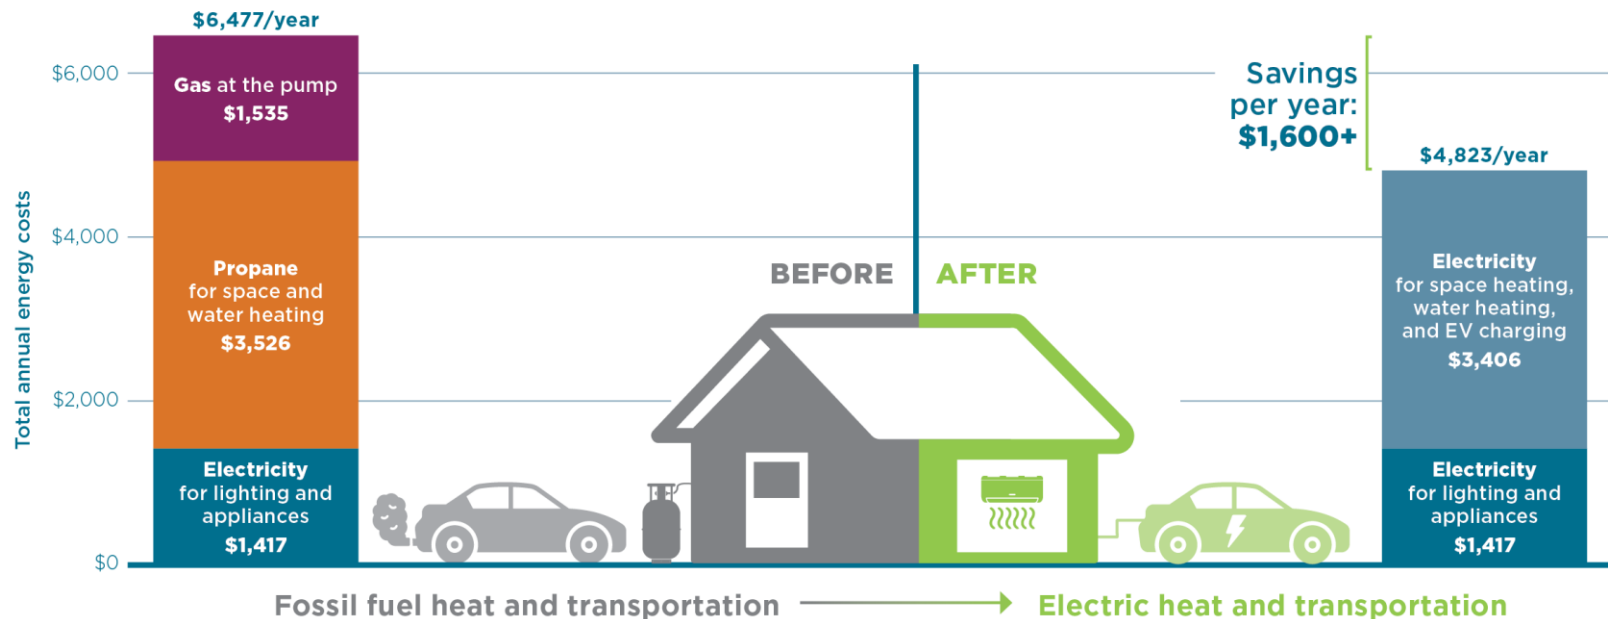 $6,477/year
$6,000
$4,000
$2,000
$0
Total annual energy costs
Gas at the pump
$1,535
Propane
for space and
water heating
$3,526
Electricity
for lighting and
appliances
$1,417
BEFORE
AFTER
Savings
per year:
$1,600+
$4,823/year
Electricity
for space heating,
water heating,
and EV charging
$3,406
Electricity
for lighting and
appliances
$1,417
Fossil fuel heat and transportation
Electric heat and transportation